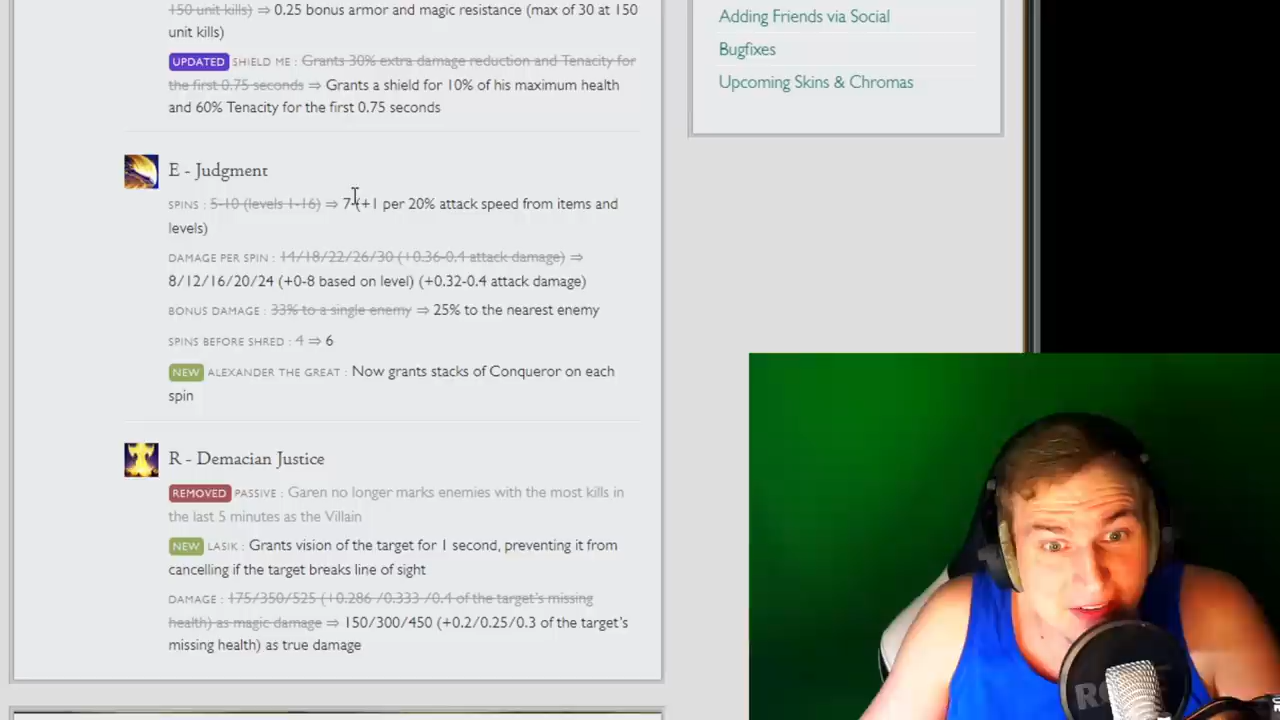 150 unit kills) ⇒ 0.25 bonus armor and magic resistance (max of 30 at 150
unit kills)
UPDATED SHIELD ME : Grants 30% extra damage reduction and Tenacity for
the first 0.75 seconds ⇒ Grants a shield for 10% of his maximum health
and 60% Tenacity for the first 0.75 seconds
E - Judgment
SPINS : 5-10 (levels 1-16) ⇒ 7 (+1 per 20% attack speed from items and
levels)
DAMAGE PER SPIN : 14/18/22/26/30 (+0.36-0.4 attack damage) ⇒
8/12/16/20/24 (+0-8 based on level) (+0.32-0.4 attack damage)
BONUS DAMAGE : 33% to a single enemy ⇒ 25% to the nearest enemy
SPINS BEFORE SHRED : 4 ⇒ 6
NEW ALEXANDER THE GREAT : Now grants stacks of Conqueror on each
spin
R - Demacian Justice
REMOVED PASSIVE : Garen no longer marks enemies with the most kills in
the last 5 minutes as the Villain
NEW LASIK : Grants vision of the target for 1 second, preventing it from
cancelling if the target breaks line of sight
DAMAGE : 175/350/525 (+0.286 /0.333 /0.4 of the target's missing
health) as magic damage ⇒ 150/300/450 (+0.2/0.25/0.3 of the target's
missing health) as true damage
Adding Friends via Social
Bugfixes
Upcoming Skins & Chromas